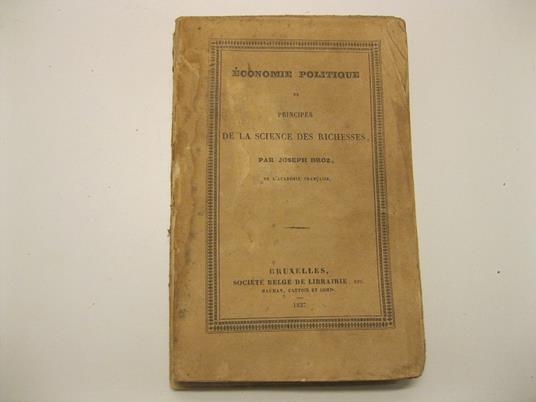 ÉCONOMIE POLITIQUE
PRINCIPES
DE LA SCIENCE DES RICHESSES,
PAR JOSEPH DROZ,
DE L'ACADÉMIE FRANÇAISE.
BRUXELLES,
SOCIÉTÉ BELGE DE LIBRAIRIE, ETC.
HAUMAN, CATTOIR ET COMP.
1837